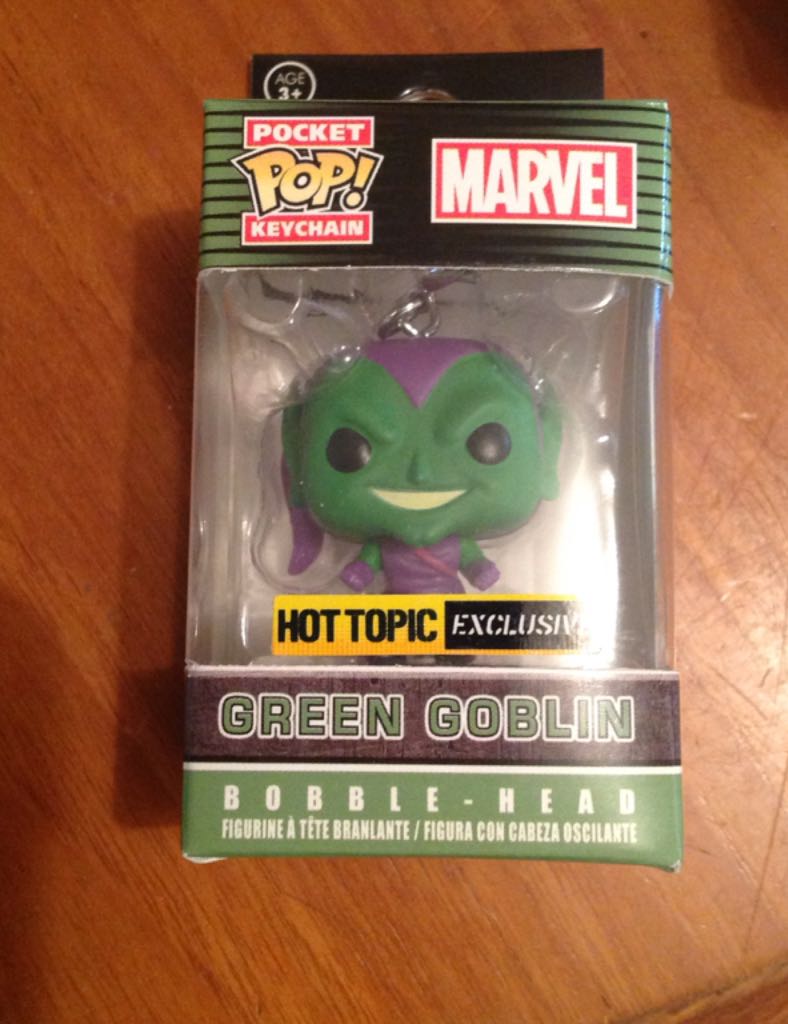 AGE
3+
POCKET
POP!
KEYCHAIN
MARVEL
HOT TOPIC EXCLUSIV
GREEN GOBLIN
BOBBLE-HEAD
FIGURINE À TÊTE BRANLANTE / FIGURA CON CABEZA OSCILANTE